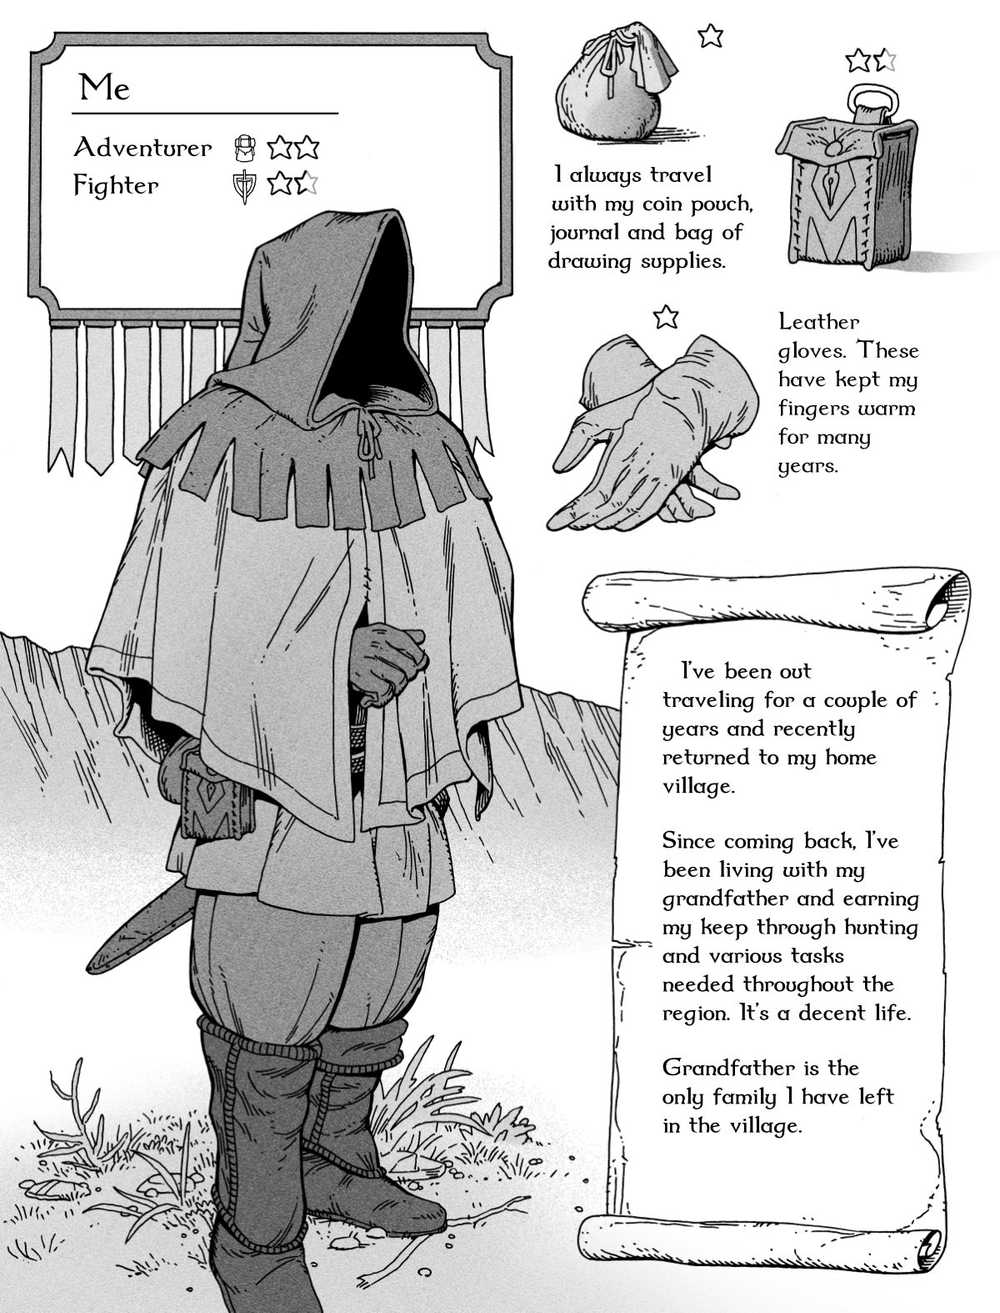 Me
Adventurer
Fighter
I always travel
with my coin pouch,
journal and bag of
drawing supplies.
Leather
gloves. These
have kept my
fingers warm
for many
years.
I've been out
traveling for a couple of
years and recently
returned to my home
village.
Since coming back, I've
been living with my
grandfather and earning
my keep through hunting
and various tasks
needed throughout the
region. It's a decent life.
Grandfather is the
only family I have left
in the village.